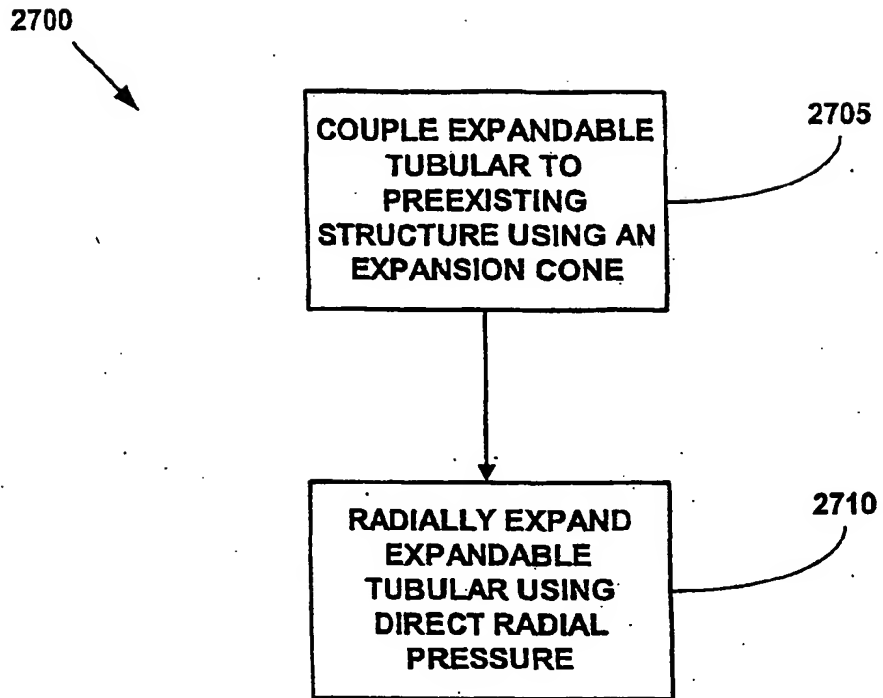 2700
2705
COUPLE EXPANDABLE
TUBULAR TO
PREEXISTING
STRUCTURE USING AN
EXPANSION CONE
2710
RADIALLY EXPAND
EXPANDABLE
TUBULAR USING
DIRECT RADIAL
PRESSURE